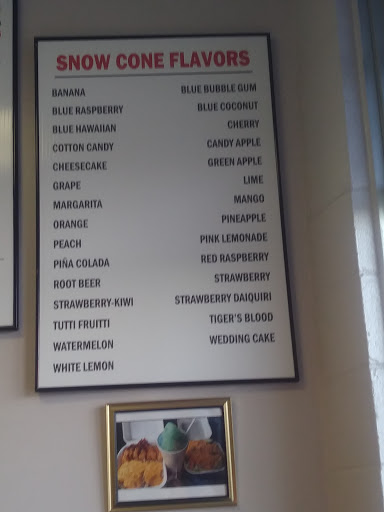 SNOW CONE FLAVORS
BANANA
BLUE RASPBERRY
BLUE HAWAIIAN
COTTON CANDY
CHEESECAKE
GRAPE
MARGARITA
ORANGE
PEACH
PIÑA COLADA
ROOT BEER
STRAWBERRY-KIWI
TUTTI FRUITTI
WATERMELON
WHITE LEMON
BLUE BUBBLE GUM
BLUE COCONUT
CHERRY
CANDY APPLE
GREEN APPLE
LIME
MANGO
PINEAPPLE
PINK LEMONADE
RED RASPBERRY
STRAWBERRY
STRAWBERRY DAIQUIRI
TIGER'S BLOOD
WEDDING CAKE